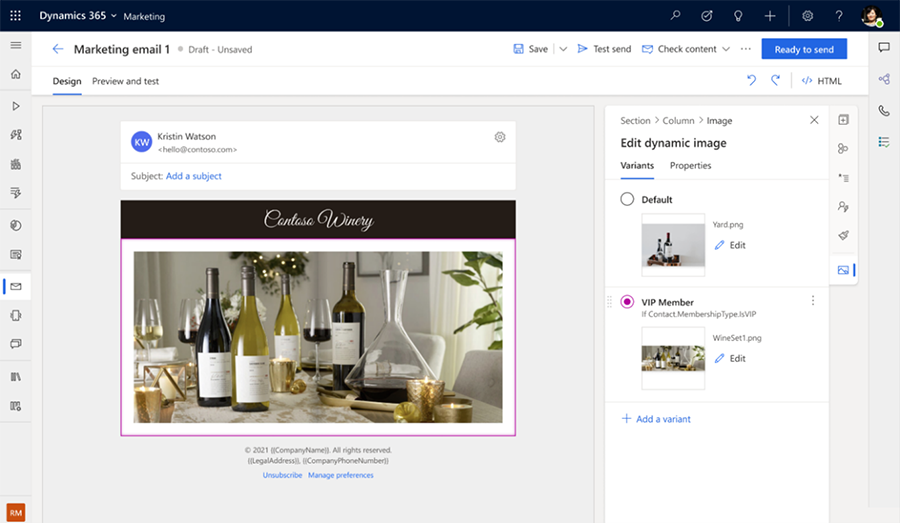 Dynamics 365 Marketing
Marketing email 1 Draft - Unsaved
Save Test send Check content Ready to send
Design Preview and test
HTML
KW
Kristin Watson
<hello@contoso.com>
Subject: Add a subject
Contoso Winery
© 2021 {{CompanyName}}. All rights reserved.
{{LegalAddress}}, {{CompanyPhoneNumber}}
Unsubscribe Manage preferences
Section > Column > Image
Edit dynamic image
Variants Properties
Default
Yard.png
Edit
VIP Member
If Contact.MembershipType.IsVIP
WineSet1.png
Edit
Add a variant
RM